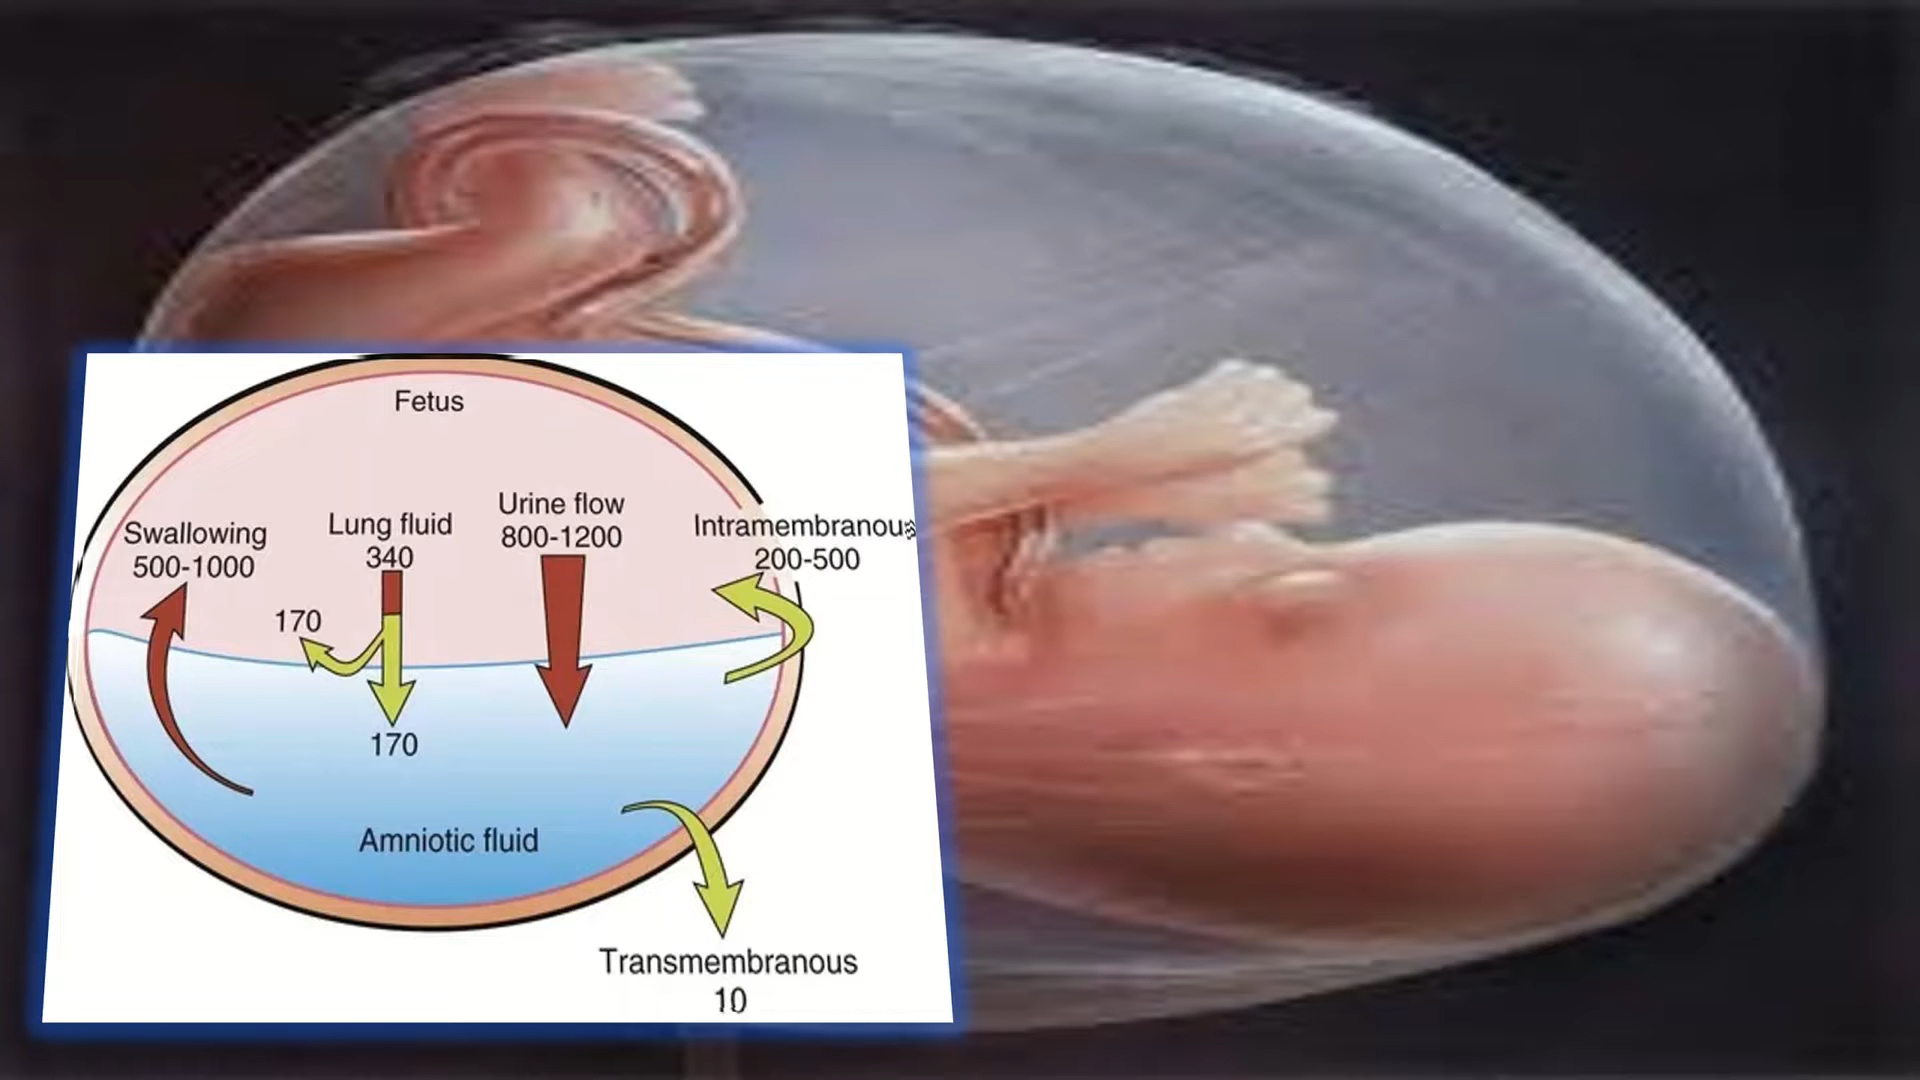 Fetus
Swallowing
500-1000
Lung fluid
340
Urine flow
800-1200
Intramembranous
200-500
170
170
Amniotic fluid
Transmembranous
10